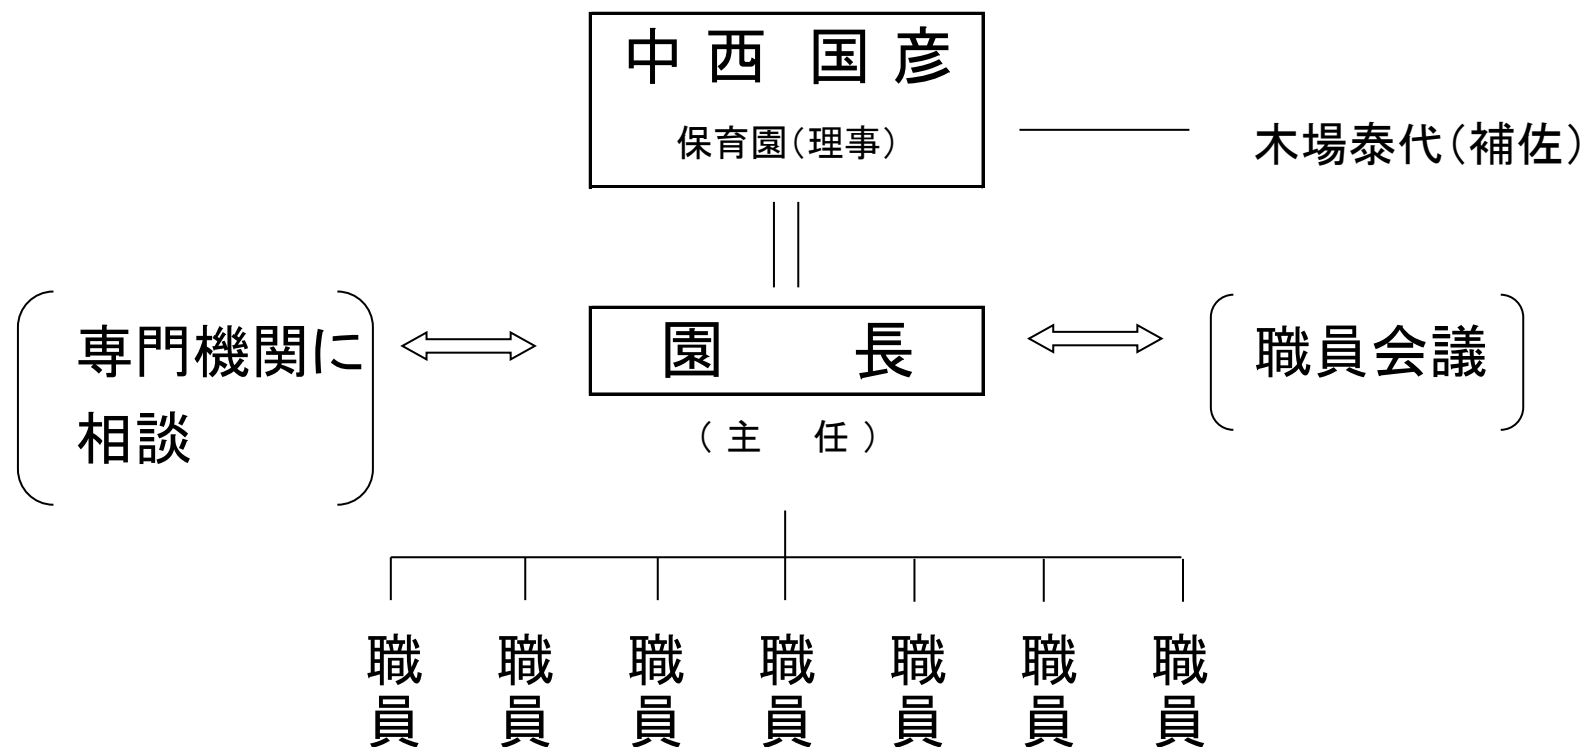 中西 国彦
保育園(理事)
木場泰代(補佐)
専門機関に
相談
園 長
職員会議
(主 任)
職員
職員
職員
職員
職員
職員
職員